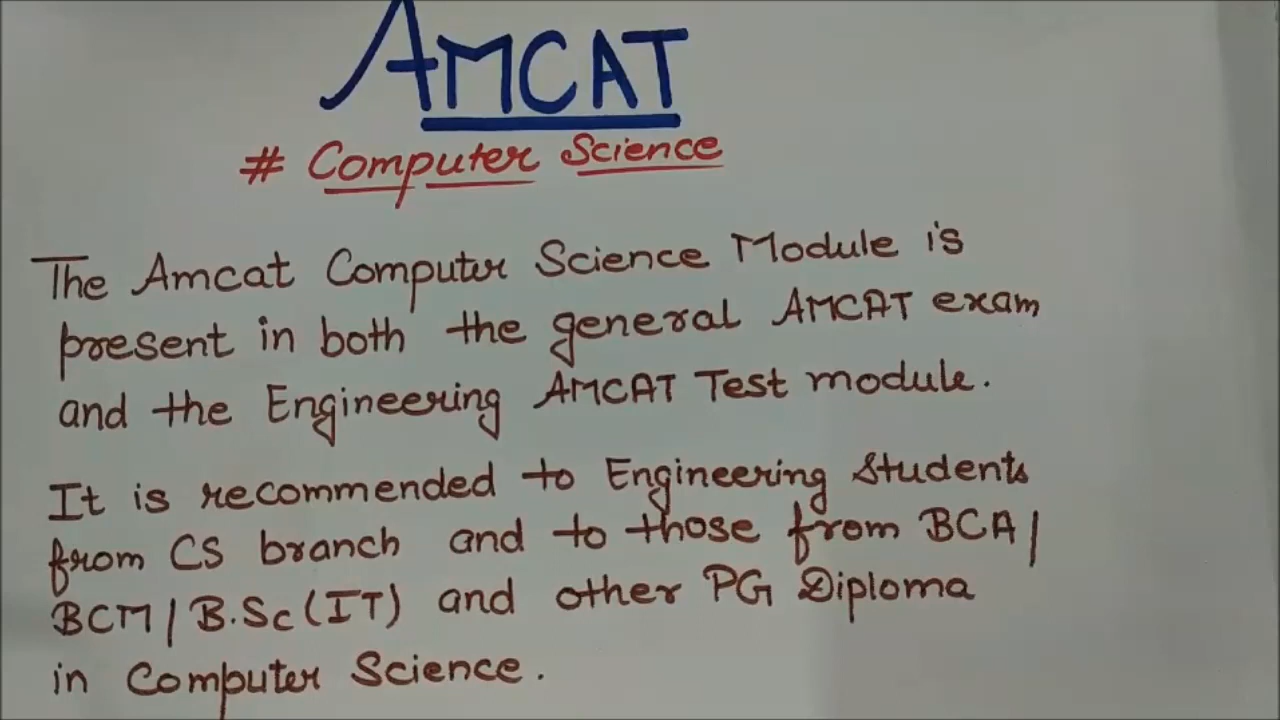 AMCAT
# Computer Science
The Amcat Computer Science Module is
present in both the general AMCAT exam
and the Engineering AMCAT Test module.
It is recommended to Engineering Students
from CS branch and to those from BCA/
BCM/B.Sc(IT) and other PG Diploma
in Computer Science.